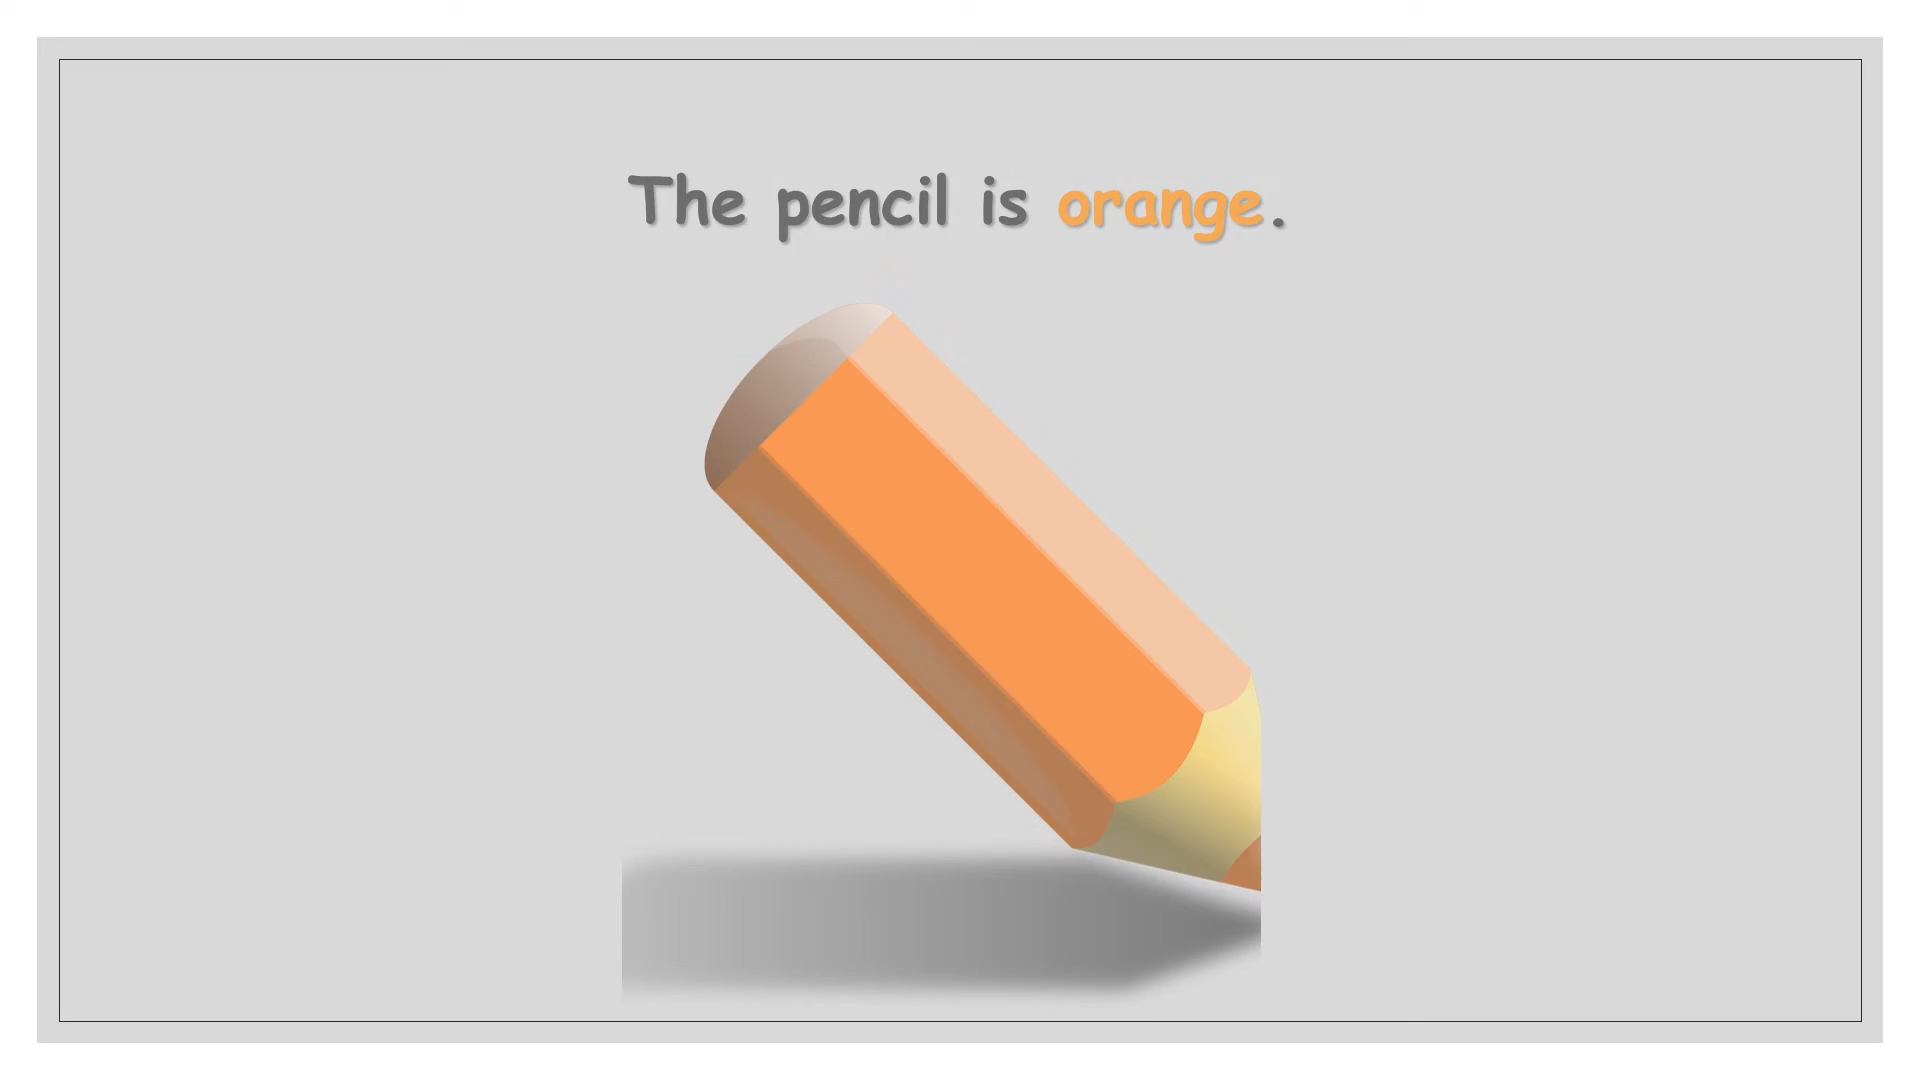 The pencil is orange.